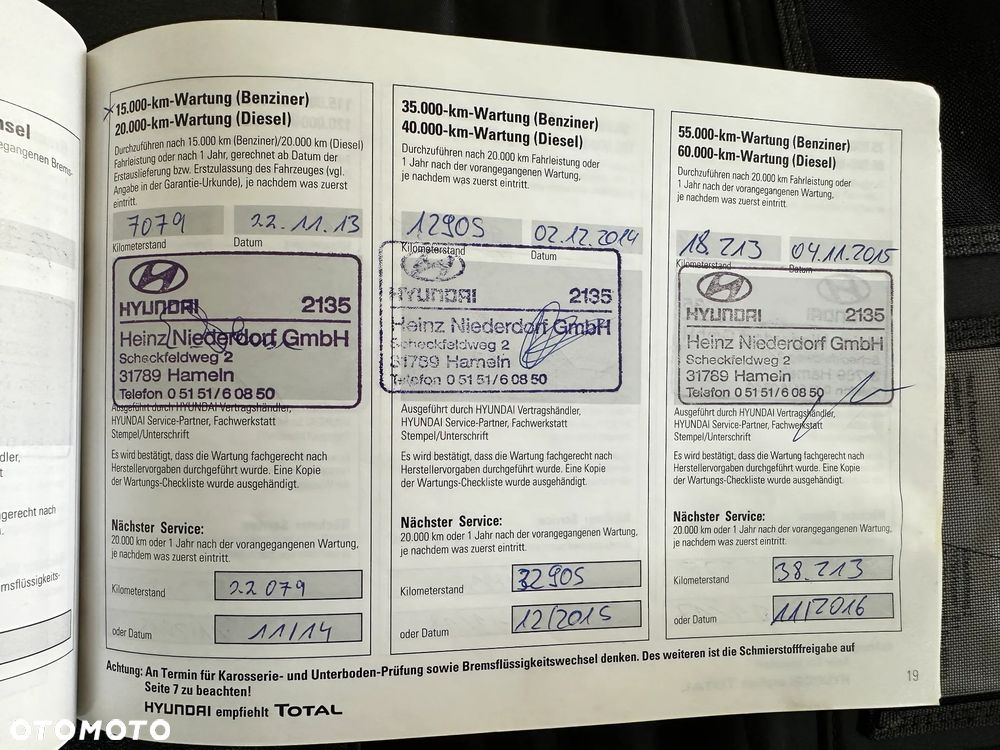 nsel
egangenen Brems-
dler,
gerecht nach
msflüssigkeits-
15.000-km-Wartung (Benziner)
20.000-km-Wartung (Diesel)
Durchzuführen nach 15.000 km (Benziner)/20.000 km (Diesel)
Fahrleistung oder nach 1 Jahr, gerechnet ab Datum der
Erstauslieferung bzw. Erstzulassung des Fahrzeuges (vgl.
Angabe in der Garantie-Urkunde), je nachdem was zuerst
eintritt.
7079 22.11.13
Kilometerstand Datum
HYUNDAI 2135
Heinz Niederdorf GmbH
Scheckfeldweg 2
31789 Hameln
Telefon 0 51 51/6 08 50
Ausgeführt durch HYUNDAI Vertragshändler,
HYUNDAI Service-Partner, Fachwerkstatt
Stempel/Unterschrift
Es wird bestätigt, dass die Wartung fachgerecht nach
Herstellervorgaben durchgeführt wurde. Eine Kopie
der Wartungs-Checkliste wurde ausgehändigt.
Nächster Service:
20.000 km oder 1 Jahr nach der vorangegangenen Wartung,
je nachdem was zuerst eintritt.
Kilometerstand 22079
oder Datum 11/14
35.000-km-Wartung (Benziner)
40.000-km-Wartung (Diesel)
Durchzuführen nach 20.000 km Fahrleistung oder
1 Jahr nach der vorangegangenen Wartung,
je nachdem was zuerst eintritt.
12905 02.12.2014
Kilometerstand Datum
HYUNDAI 2135
Heinz Niederdorf GmbH
Scheckfeldweg 2
31789 Hameln
Telefon 0 51 51/6 08 50
Ausgeführt durch HYUNDAI Vertragshändler,
HYUNDAI Service-Partner, Fachwerkstatt
Stempel/Unterschrift
Es wird bestätigt, dass die Wartung fachgerecht nach
Herstellervorgaben durchgeführt wurde. Eine Kopie
der Wartungs-Checkliste wurde ausgehändigt.
Nächster Service:
20.000 km oder 1 Jahr nach der vorangegangenen Wartung,
je nachdem was zuerst eintritt.
Kilometerstand 32905
oder Datum 12/2015
55.000-km-Wartung (Benziner)
60.000-km-Wartung (Diesel)
Durchzuführen nach 20.000 km Fahrleistung oder
1 Jahr nach der vorangegangenen Wartung,
je nachdem was zuerst eintritt.
18.213 04.11.2015
Kilometerstand Datum
HYUNDAI 2135
Heinz Niederdorf GmbH
Scheckfeldweg 2
31789 Hameln
Telefon 0 51 51/6 08 50
Ausgeführt durch HYUNDAI Vertragshändler,
HYUNDAI Service-Partner, Fachwerkstatt
Stempel/Unterschrift
Es wird bestätigt, dass die Wartung fachgerecht nach
Herstellervorgaben durchgeführt wurde. Eine Kopie
der Wartungs-Checkliste wurde ausgehändigt.
Nächster Service:
20.000 km oder 1 Jahr nach der vorangegangenen Wartung,
je nachdem was zuerst eintritt.
Kilometerstand 38.213
oder Datum 11/2016
Achtung: An Termin für Karosserie- und Unterboden-Prüfung sowie Bremsflüssigkeitswechsel denken. Des weiteren ist die Schmierstofffreigabe auf
Seite 7 zu beachten!
HYUNDAI empfiehlt TOTAL
19
OTOMOTO